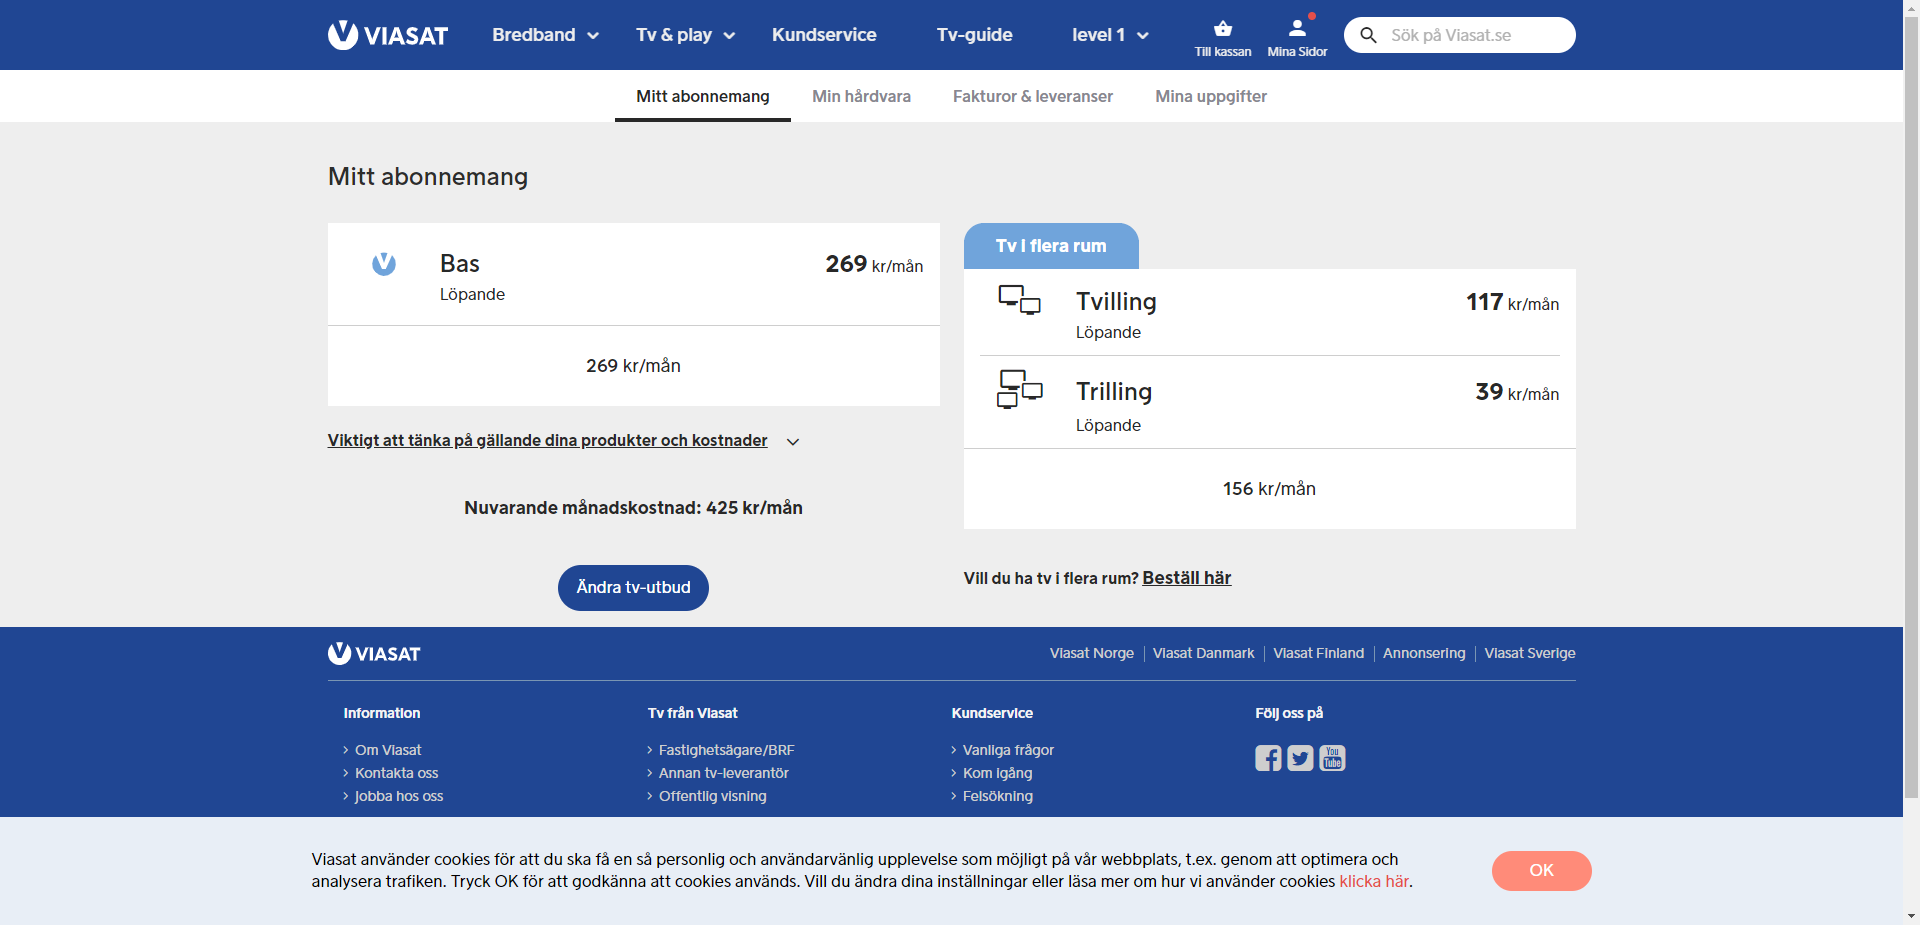 VIASAT
Bredband
Tv & play
Kundservice
Tv-guide
level 1
Till kassan
Mina Sidor
Sök på Viasat.se
Mitt abonnemang
Min hårdvara
Fakturor & leveranser
Mina uppgifter
Mitt abonnemang
Bas
269 kr/mån
Löpande
269 kr/mån
Viktigt att tänka på gällande dina produkter och kostnader
Nuvarande månadskostnad: 425 kr/mån
Ändra tv-utbud
Tv i flera rum
Tvilling
117 kr/mån
Löpande
Trilling
39 kr/mån
Löpande
156 kr/mån
Vill du ha tv i flera rum? Beställ här
VIASAT
Viasat Norge
Viasat Danmark
Viasat Finland
Annonsering
Viasat Sverige
Information
Om Viasat
Kontakta oss
Jobba hos oss
Tv från Viasat
Fastighetsägare/BRF
Annan tv-leverantör
Offentlig visning
Kundservice
Vanliga frågor
Kom igång
Felsökning
Följ oss på
You
Tube
Viasat använder cookies för att du ska få en så personlig och användarvänlig upplevelse som möjligt på vår webbplats, t.ex. genom att optimera och
analysera trafiken. Tryck OK för att godkänna att cookies används. Vill du ändra dina inställningar eller läsa mer om hur vi använder cookies klicka här.
OK